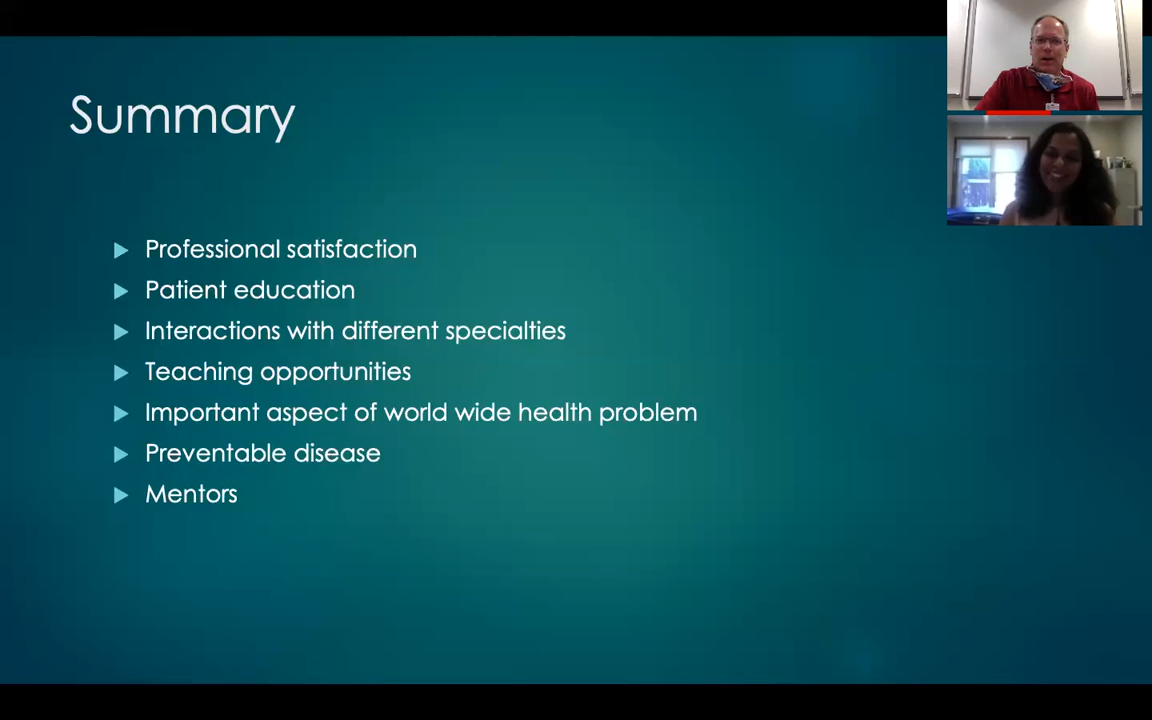 Summary
Professional satisfaction
Patient education
Interactions with different specialties
Teaching opportunities
Important aspect of world wide health problem
Preventable disease
Mentors